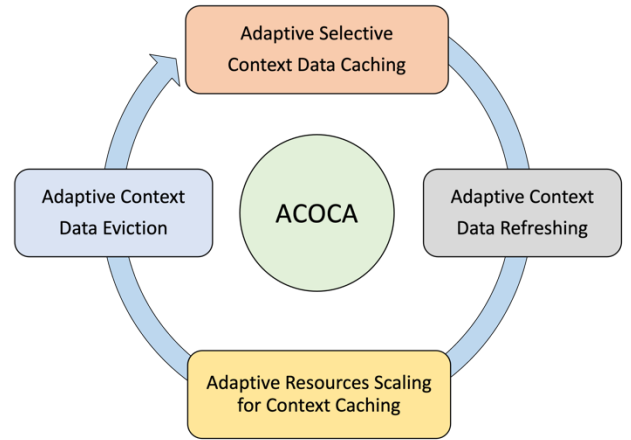 Adaptive Selective
Context Data Caching
Adaptive Context
Data Eviction
ACOCA
Adaptive Context
Data Refreshing
Adaptive Resources Scaling
for Context Caching